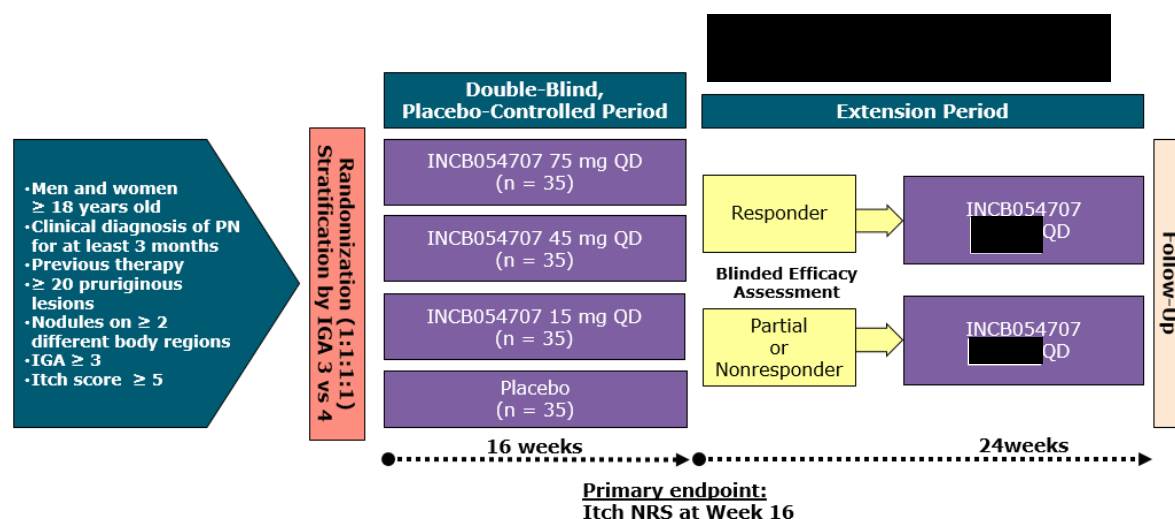 ·Men and women
≥ 18 years old
·Clinical diagnosis of PN
for at least 3 months
·Previous therapy
·≥ 20 pruriginous
lesions
·Nodules on ≥ 2
different body regions
·IGA ≥ 3
·Itch score ≥ 5
Randomization (1:1:1:1)
Stratification by IGA 3 vs 4
Double-Blind,
Placebo-Controlled Period
INCB054707 75 mg QD
(n = 35)
INCB054707 45 mg QD
(n = 35)
INCB054707 15 mg QD
(n = 35)
Placebo
(n = 35)
16 weeks
Extension Period
Responder
INCB054707
QD
Blinded Efficacy
Assessment
Partial
or
Nonresponder
INCB054707
QD
24weeks
Follow-Up
Primary endpoint:
Itch NRS at Week 16